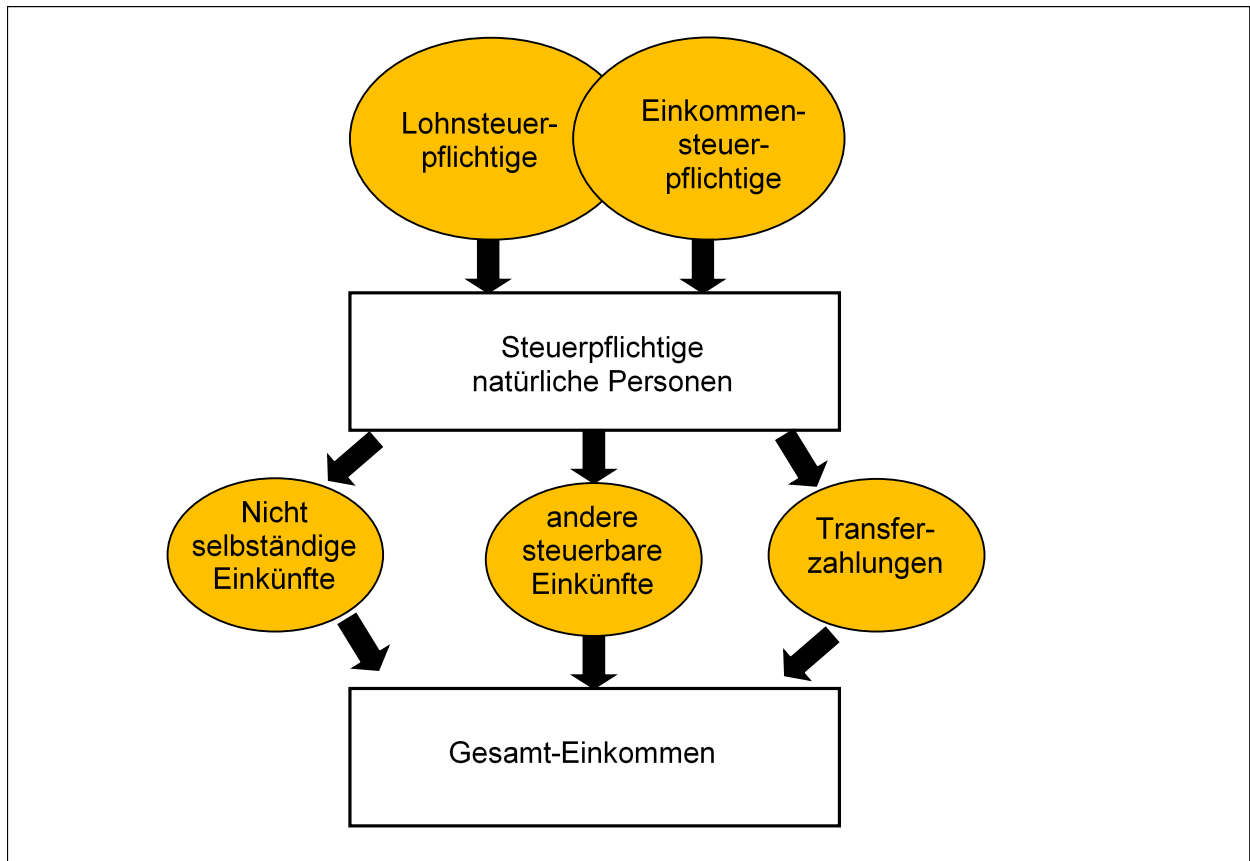 Lohnsteuer-
pflichtige
Einkommen-
steuer-
pflichtige
Steuerpflichtige
natürliche Personen
Nicht
selbständige
Einkünfte
andere
steuerbare
Einkünfte
Transfer-
zahlungen
Gesamt-Einkommen